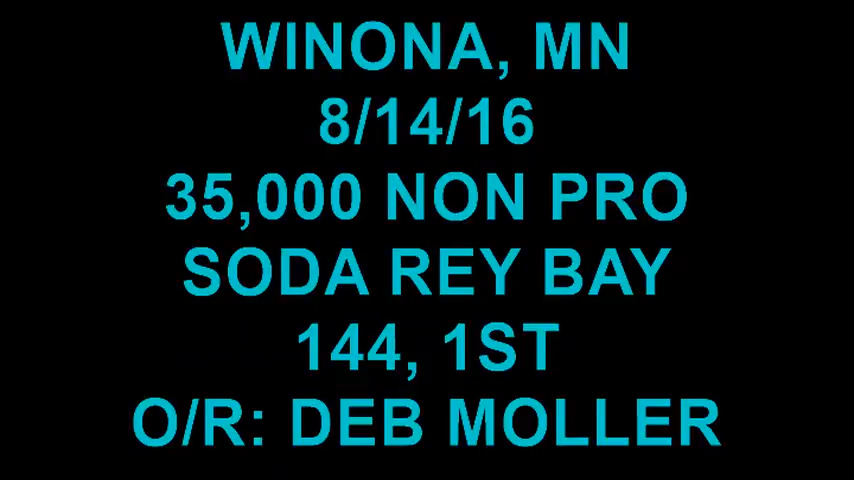 WINONA, MN
8/14/16
35,000 NON PRO
SODA REY BAY
144, 1ST
O/R: DEB MOLLER